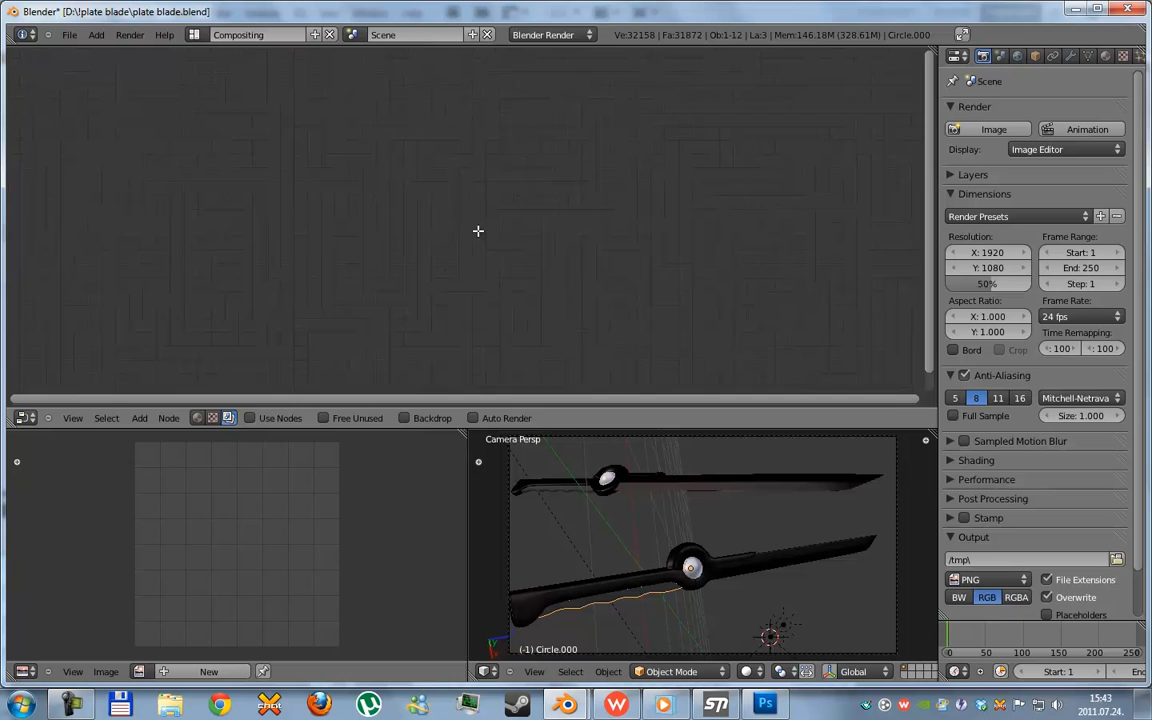 Blender* [D:\!plate blade\plate blade.blend]
File Add Render Help Compositing Scene Blender Render Ve:32158 | Fa:31872 | Ob:1-12 | La:3 | Mem:146.18M (328.61M) | Circle.000
Scene
Render
Image Animation
Display: Image Editor
Layers
Dimensions
Render Presets
Resolution: Frame Range:
X: 1920 Start: 1
Y: 1080 End: 250
50% Step: 1
Aspect Ratio: Frame Rate:
X: 1.000 24 fps
Y: 1.000 Time Remapping:
Bord Crop : 100 : 100
Anti-Aliasing
5 8 11 16 Mitchell-Netrava
Full Sample Size: 1.000
Sampled Motion Blur
Shading
Performance
Post Processing
Stamp
Output
/tmp\
PNG File Extensions
BW RGB RGBA Overwrite
Placeholders
View Select Add Node Use Nodes Free Unused Backdrop Auto Render
Camera Persp
(-1) Circle.000
0 50 100 150 200 250
View Image New
View Select Object Object Mode Global
Start: 1 En
15:43
2011.07.24.